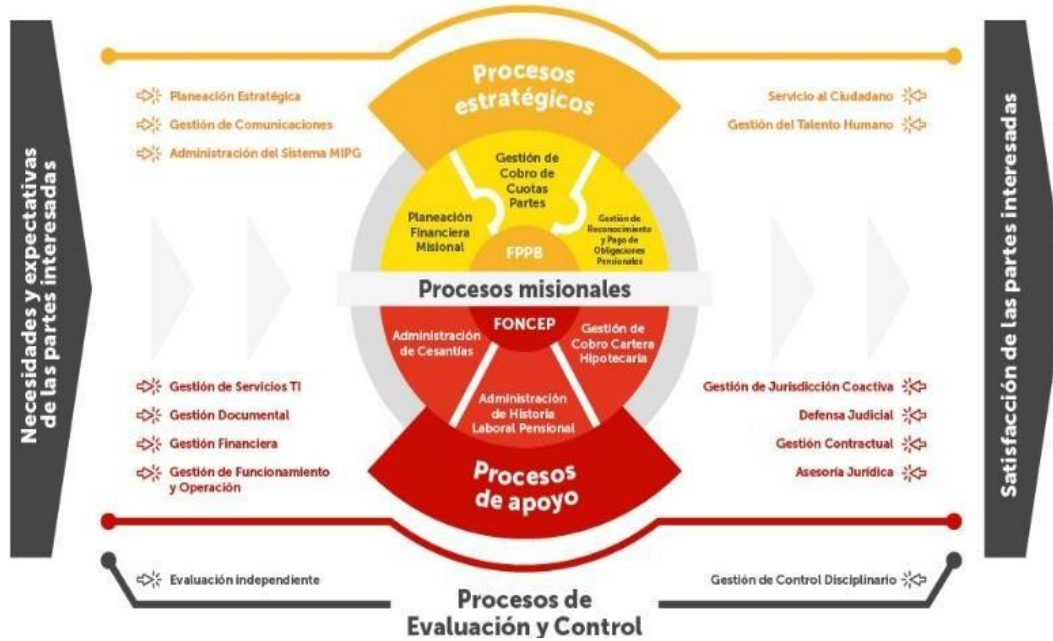 Necesidades y expectativas
de las partes interesadas
Procesos
estratégicos
Planeación Estratégica
Gestión de Comunicaciones
Administración del Sistema MIPG
Servicio al Ciudadano
Gestión del Talento Humano
Gestión de
Cobro de
Cuotas
Partes
Planeación
Financiera
Misional
Gestión de
Reconocimiento
y Pago de
Obligaciones
Pensionales
FPPB
Procesos misionales
FONCEP
Administración
de Cesantías
Gestión de
Cobro Cartera
Hipotecaria
Administración
de Historia
Laboral Pensional
Gestión de Servicios TI
Gestión Documental
Gestión Financiera
Gestión de Funcionamiento
y Operación
Gestión de Jurisdicción Coactiva
Defensa Judicial
Gestión Contractual
Asesoría Jurídica
Procesos
de apoyo
Evaluación independiente
Gestión de Control Disciplinario
Procesos de
Evaluación y Control
Satisfacción de las partes interesadas